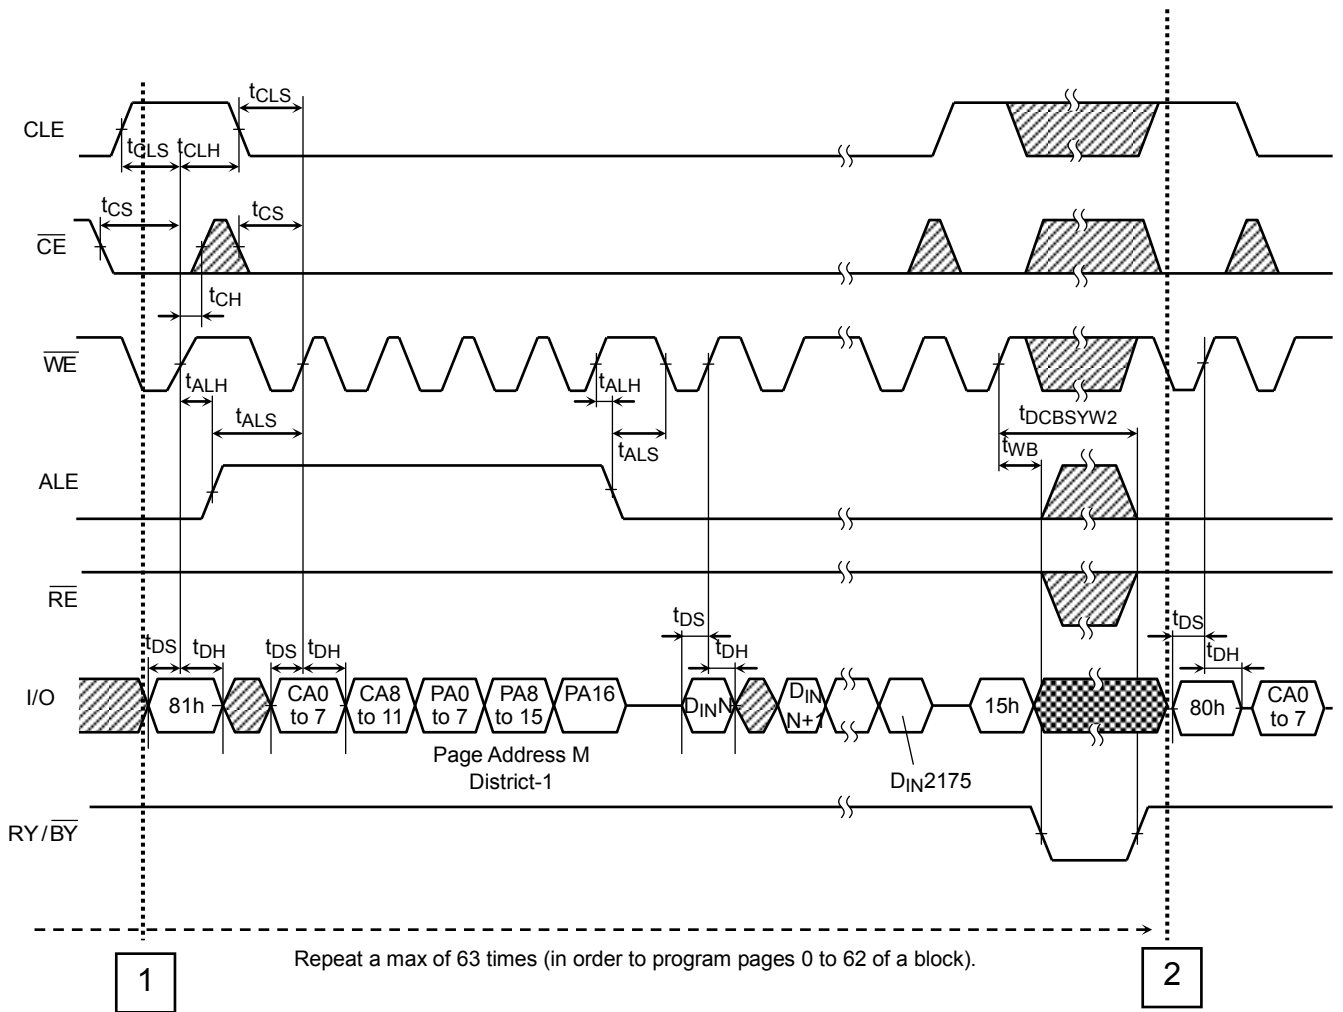 tCLS
CLE
tCLS tCLH
tCS tCS
CE
tCH
WE
tALH tALH
tALS tDCBSYW2
tALS tWB
ALE
RE
tDS tDH tDS tDH tDS tDH tDS tDH
I/O
81h
CA0 to 7
CA8 to 11
PA0 to 7
PA8 to 15
PA16
DINN
DIN N+1
15h
80h
CA0 to 7
Page Address M
District-1
DIN2175
RY/BY
Repeat a max of 63 times (in order to program pages 0 to 62 of a block).
1
2